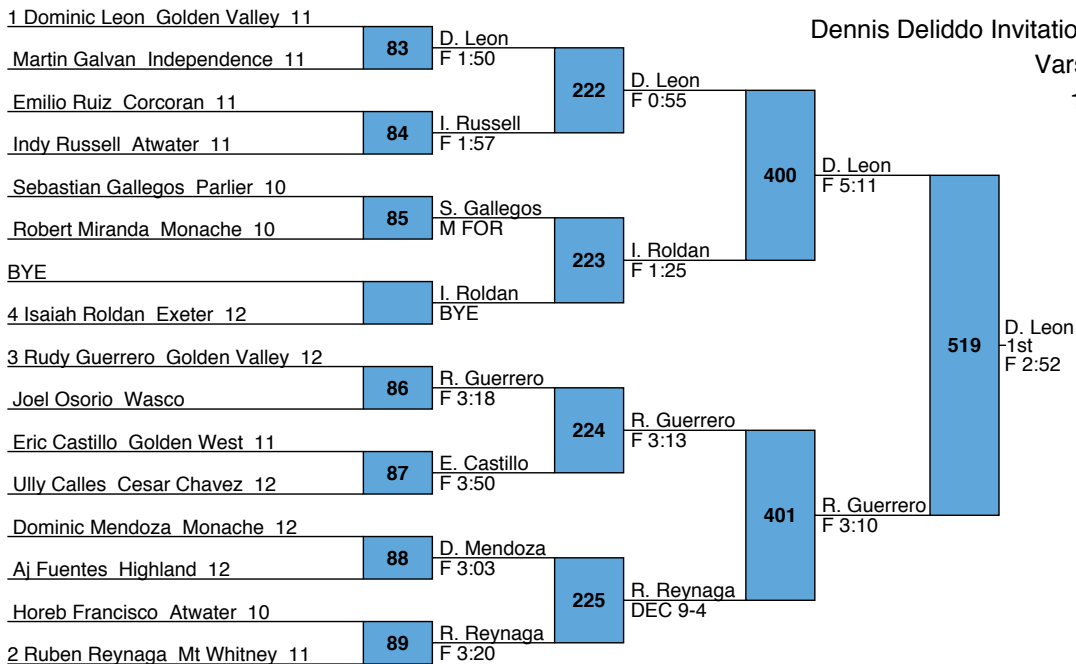 1 Dominic Leon Golden Valley 11
Martin Galvan Independence 11
Emilio Ruiz Corcoran 11
Indy Russell Atwater 11
Sebastian Gallegos Parlier 10
Robert Miranda Monache 10
BYE
4 Isaiah Roldan Exeter 12
3 Rudy Guerrero Golden Valley 12
Joel Osorio Wasco
Eric Castillo Golden West 11
Ully Calles Cesar Chavez 12
Dominic Mendoza Monache 12
Aj Fuentes Highland 12
Horeb Francisco Atwater 10
2 Ruben Reynaga Mt Whitney 11
83
84
85
86
87
88
89
D. Leon
F 1:50
I. Russell
F 1:57
S. Gallegos
M FOR
I. Roldan
BYE
R. Guerrero
F 3:18
E. Castillo
F 3:50
D. Mendoza
F 3:03
R. Reynaga
F 3:20
222
223
224
225
D. Leon
F 0:55
I. Roldan
F 1:25
R. Guerrero
F 3:13
R. Reynaga
DEC 9-4
400
401
D. Leon
F 5:11
R. Guerrero
F 3:10
519
D. Leon
1st
F 2:52
Dennis Deliddo Invitatio
Vars